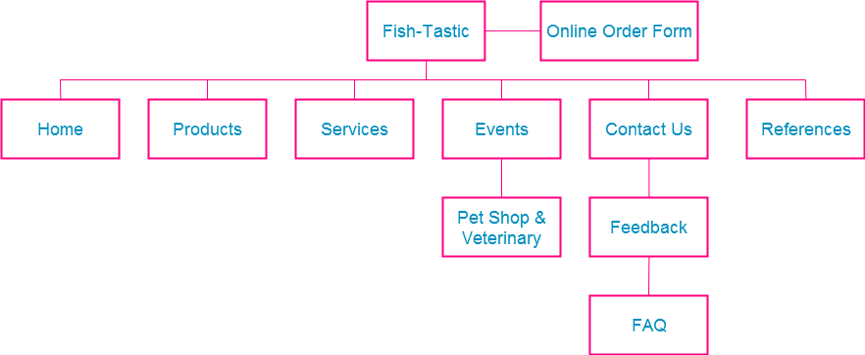 Fish-Tastic
Online Order Form
Home
Products
Services
Events
Contact Us
References
Pet Shop &
Veterinary
Feedback
FAQ